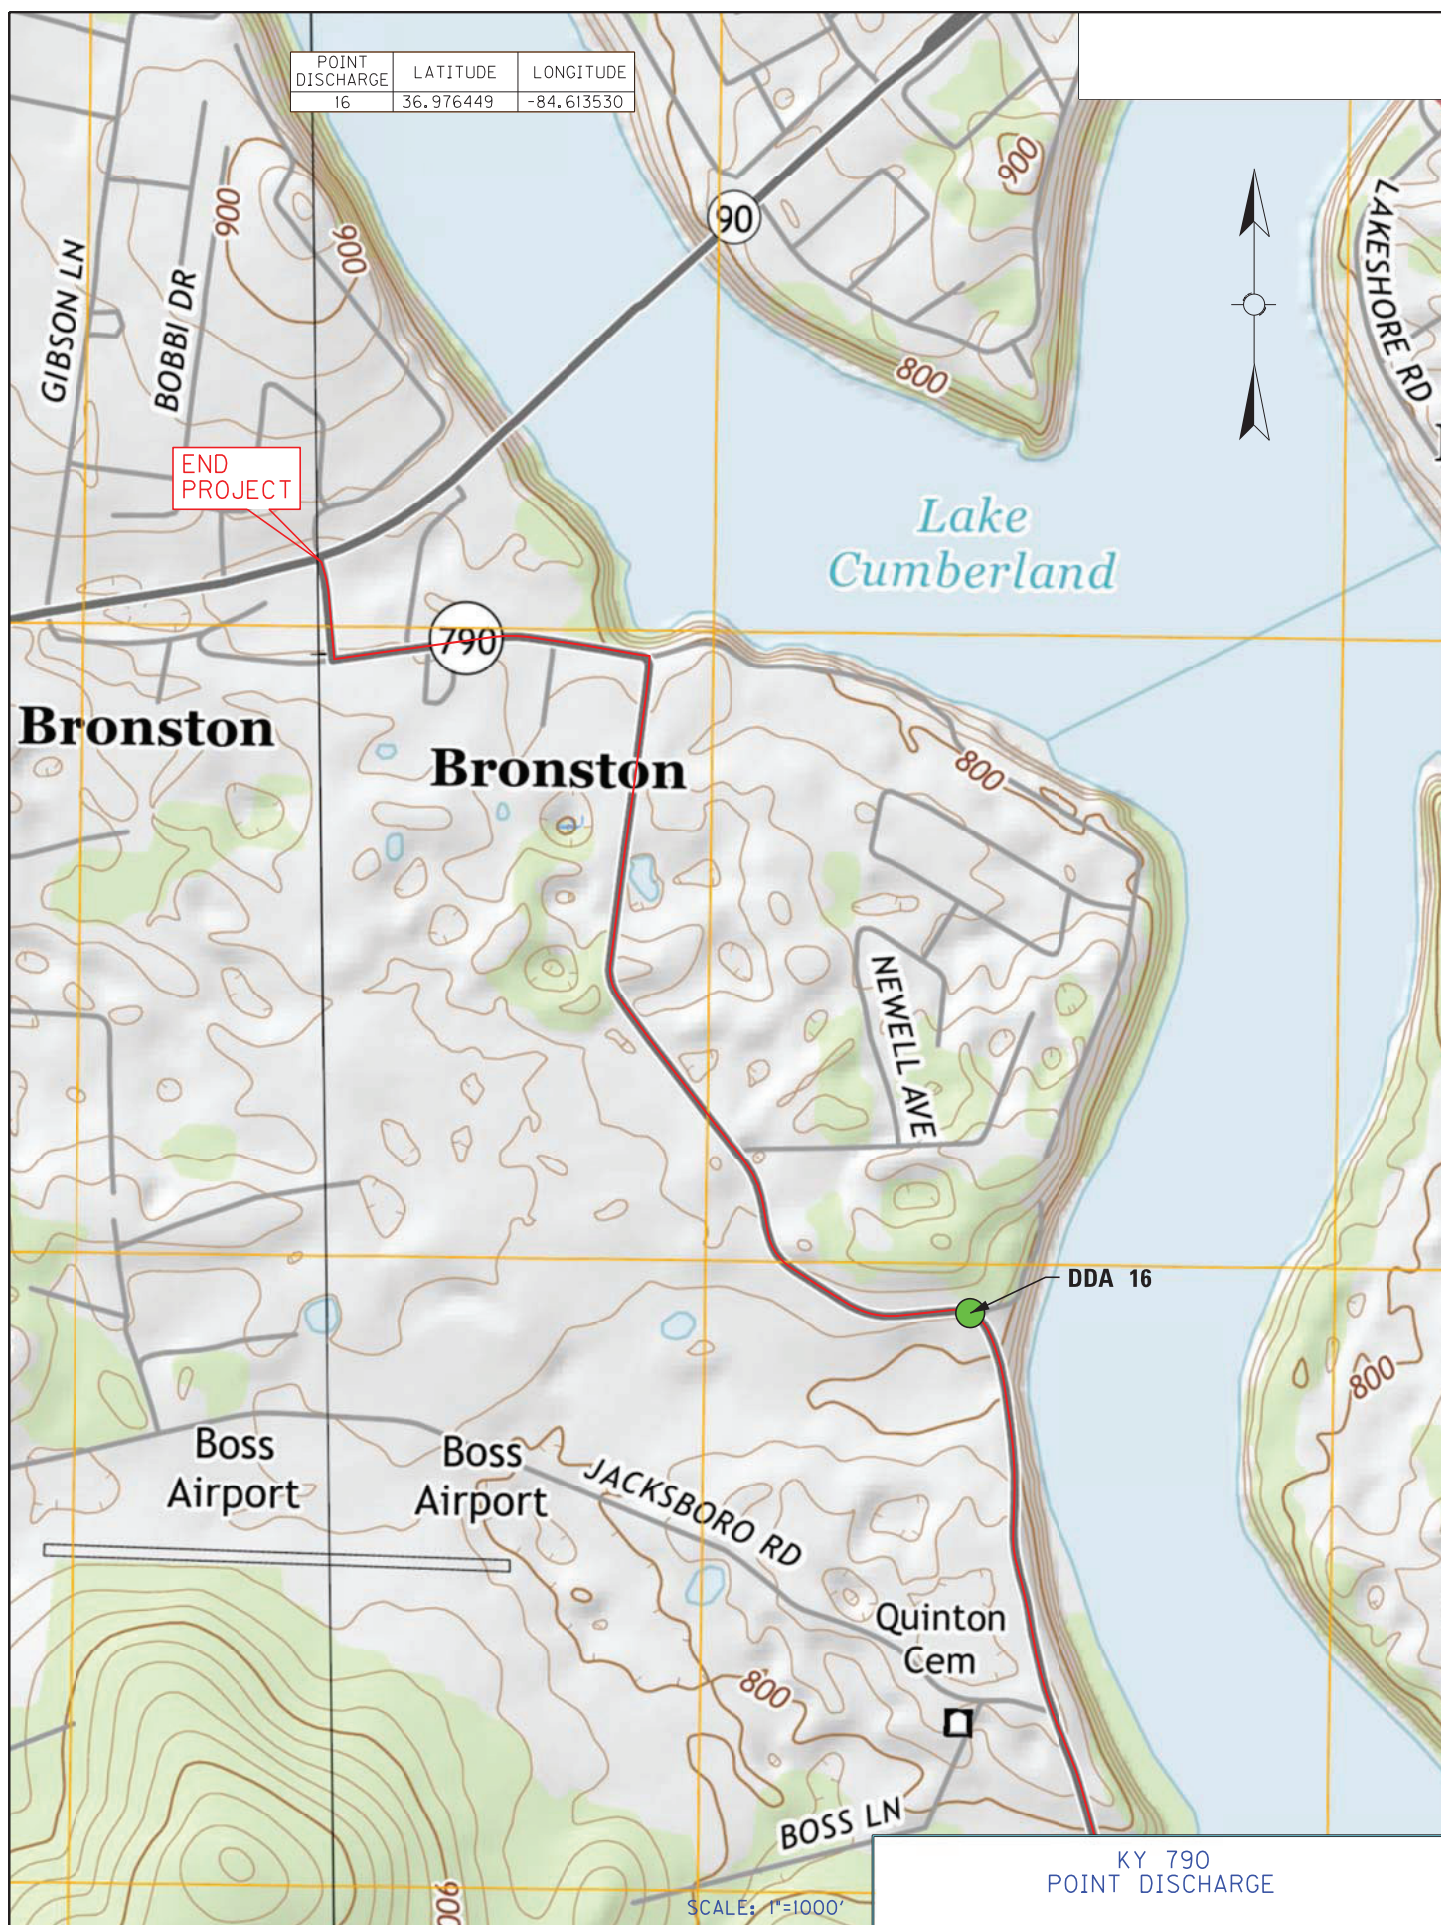 POINT DISCHARGE LATITUDE LONGITUDE
16 36.976449 -84.613530
900
900
900
90
GIBSON LN
BOBBI DR
LAKESHORE RD
800
END
PROJECT
Lake
Cumberland
790
Bronston
Bronston
800
NEWELL AVE
DDA 16
800
Boss
Airport
Boss
Airport
JACKSBORO RD
Quinton
Cem
800
BOSS LN
900
KY 790
POINT DISCHARGE
SCALE: 1"=1000'